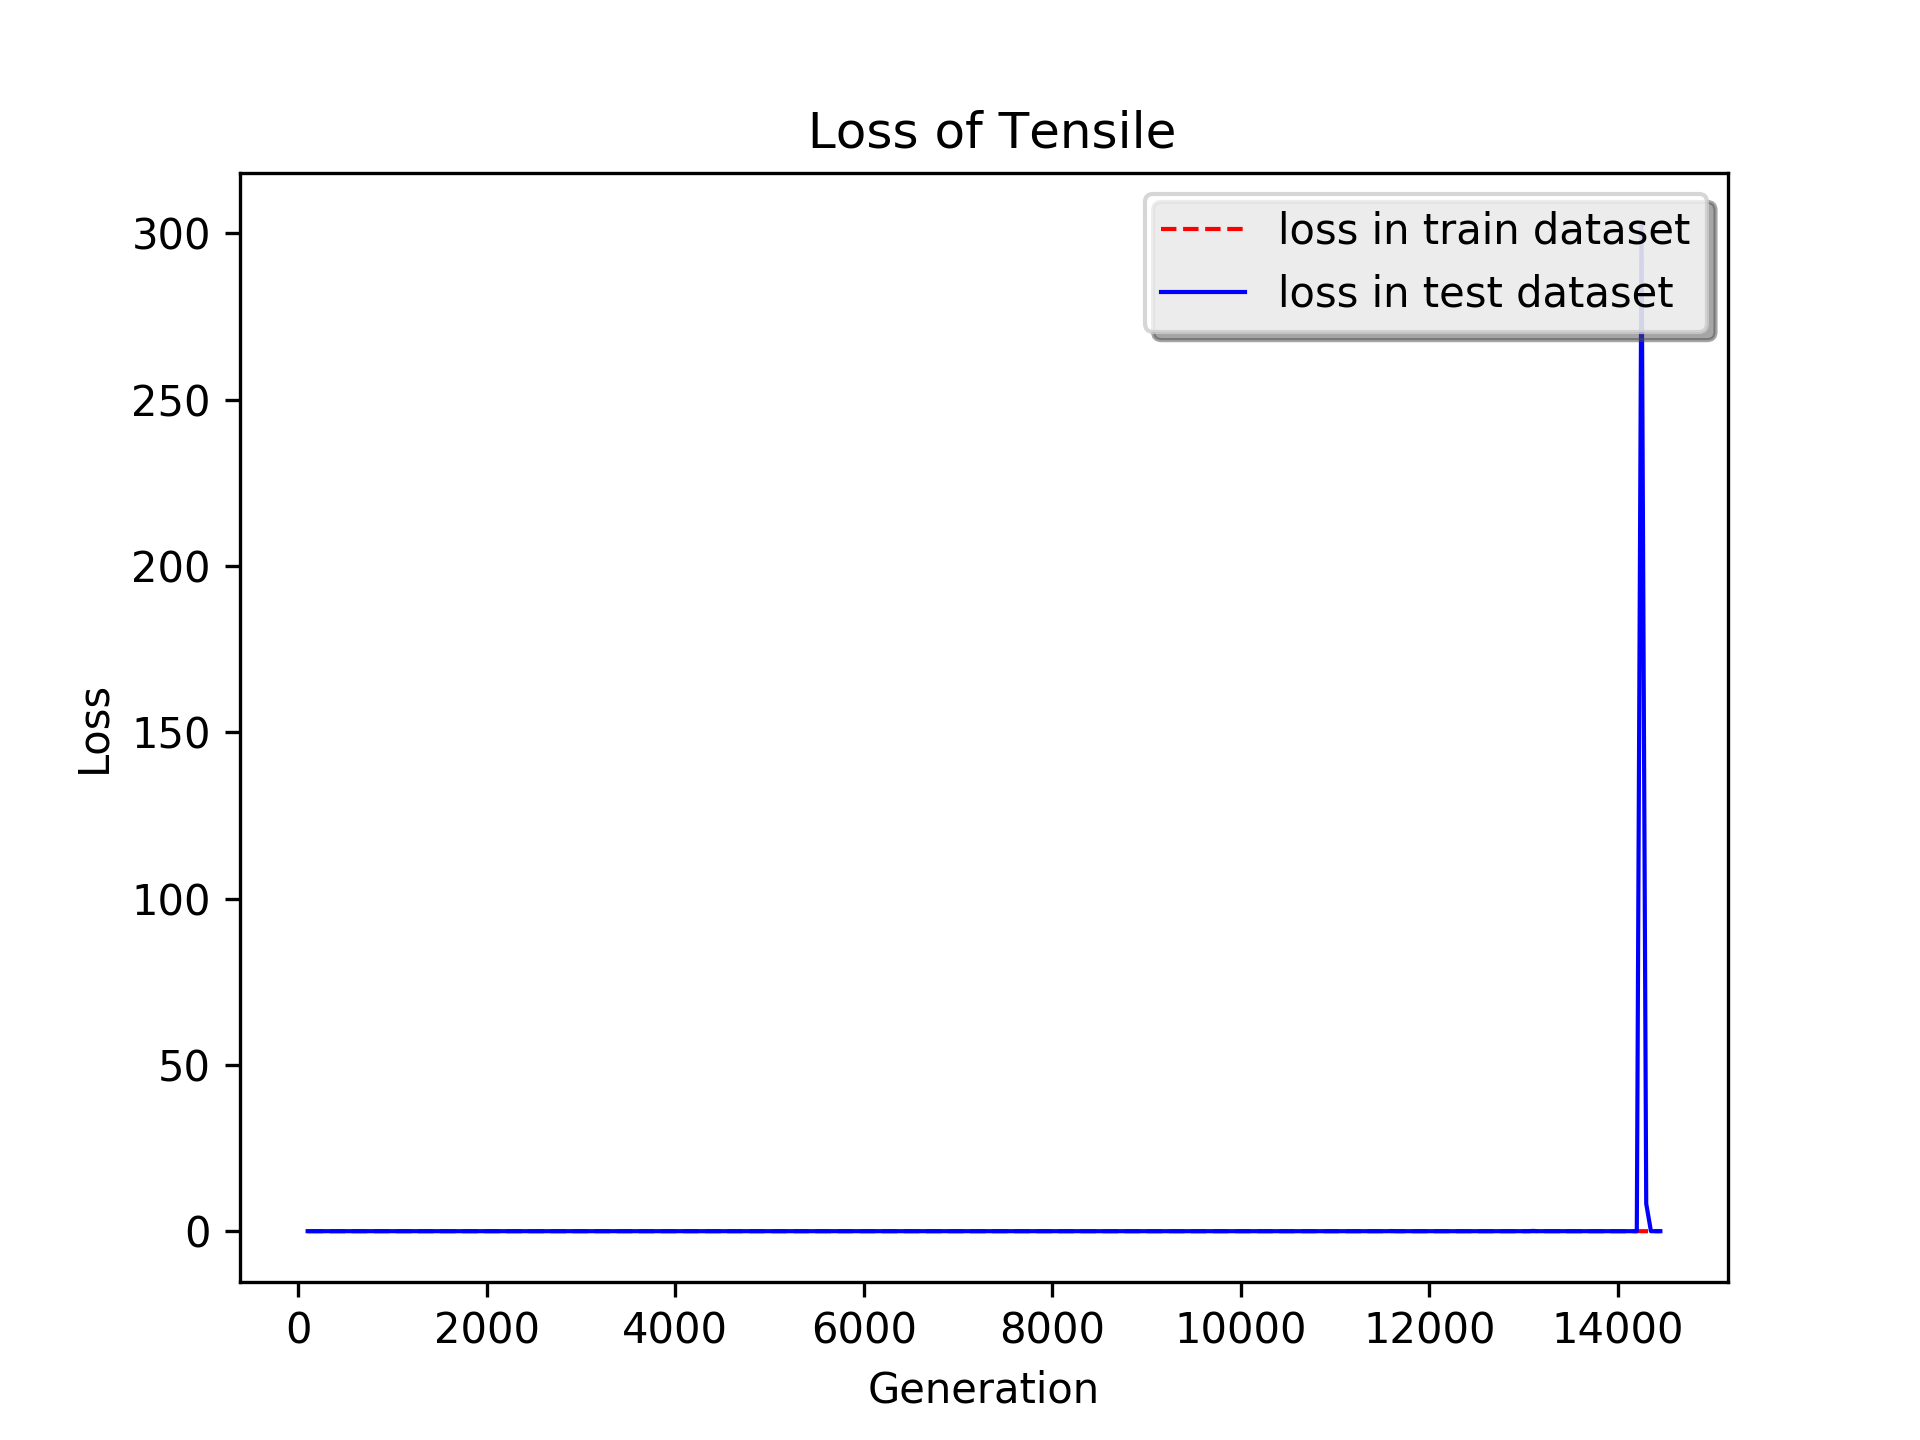 Loss of Tensile
loss in train dataset
loss in test dataset
300
250
200
150
100
50
0
Loss
0 2000 4000 6000 8000 10000 12000 14000
Generation